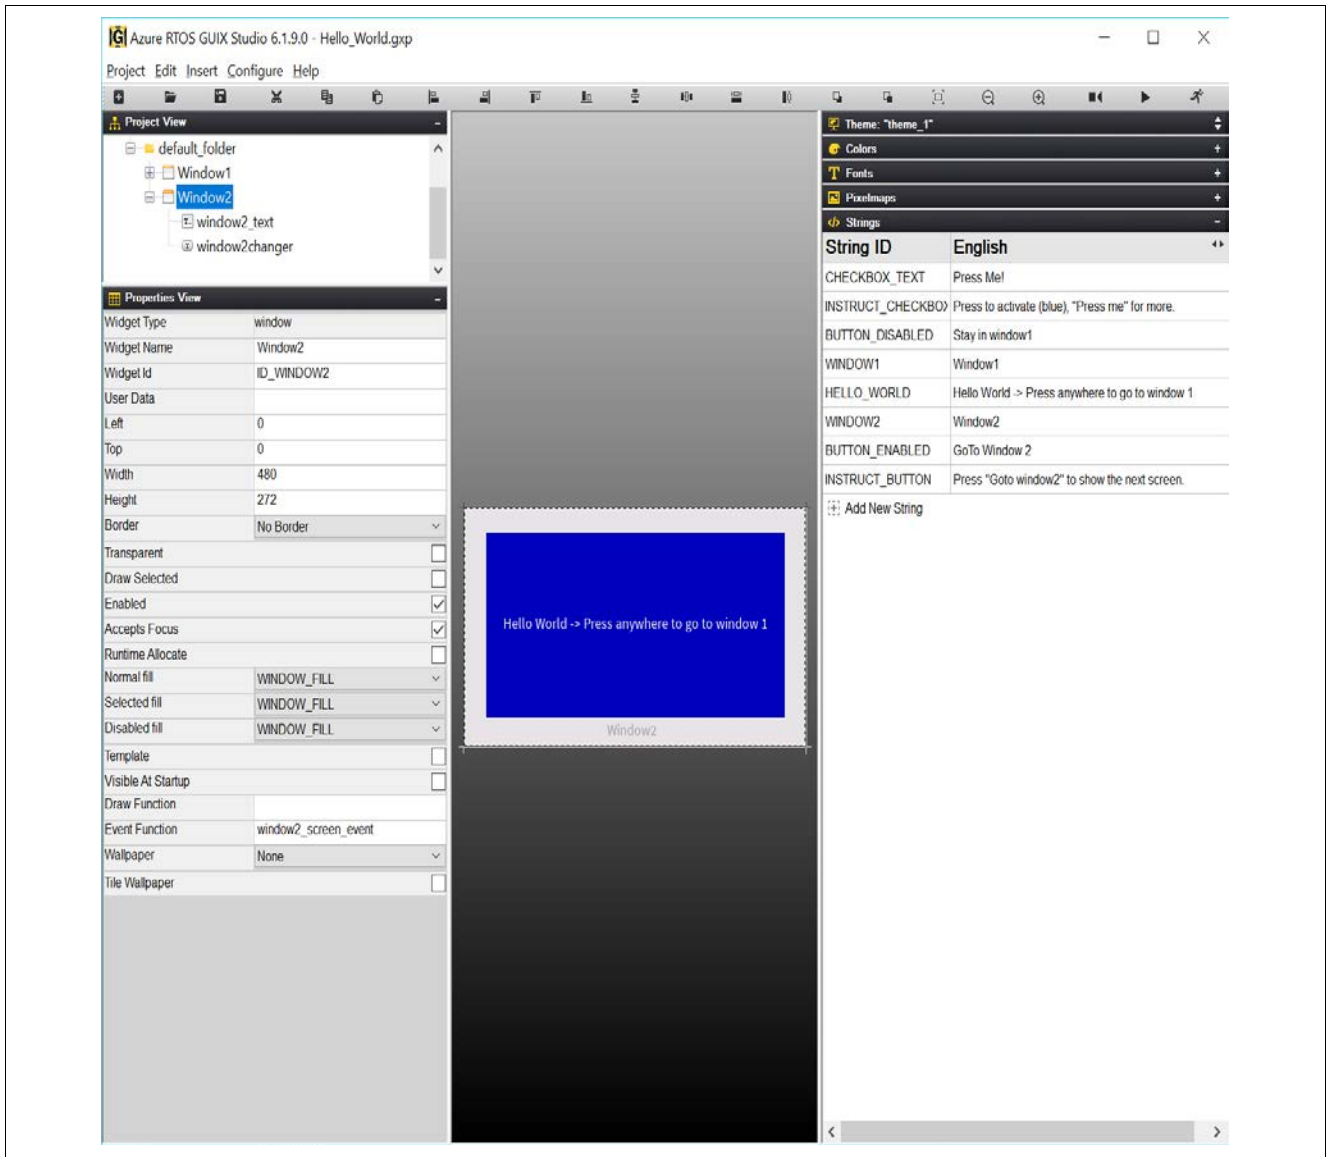 Azure RTOS GUIX Studio 6.1.9.0 - Hello_World.gxp
Project Edit Insert Configure Help
Project View
default_folder
Window1
Window2
window2_text
window2changer
Properties View
Widget Type window
Widget Name Window2
Widget Id ID_WINDOW2
User Data
Left 0
Top 0
Width 480
Height 272
Border No Border
Transparent
Draw Selected
Enabled
Accepts Focus
Runtime Allocate
Normal fill WINDOW_FILL
Selected fill WINDOW_FILL
Disabled fill WINDOW_FILL
Template
Visible At Startup
Draw Function
Event Function window2_screen_event
Wallpaper None
Tile Wallpaper
Hello World -> Press anywhere to go to window 1
Window2
Theme: "theme_1"
Colors
Fonts
Pixelmaps
Strings
String ID English
CHECKBOX_TEXT Press Me!
INSTRUCT_CHECKBOX Press to activate (blue), "Press me" for more.
BUTTON_DISABLED Stay in window1
WINDOW1 Window1
HELLO_WORLD Hello World -> Press anywhere to go to window 1
WINDOW2 Window2
BUTTON_ENABLED GoTo Window 2
INSTRUCT_BUTTON Press "Goto window2" to show the next screen.
Add New String